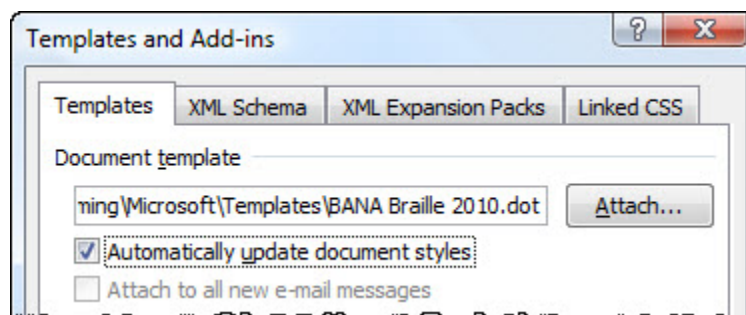 Templates and Add-ins
Templates XML Schema XML Expansion Packs Linked CSS
Document template
ning\Microsoft\Templates\BANA Braille 2010.dot Attach...
Automatically update document styles
Attach to all new e-mail messages